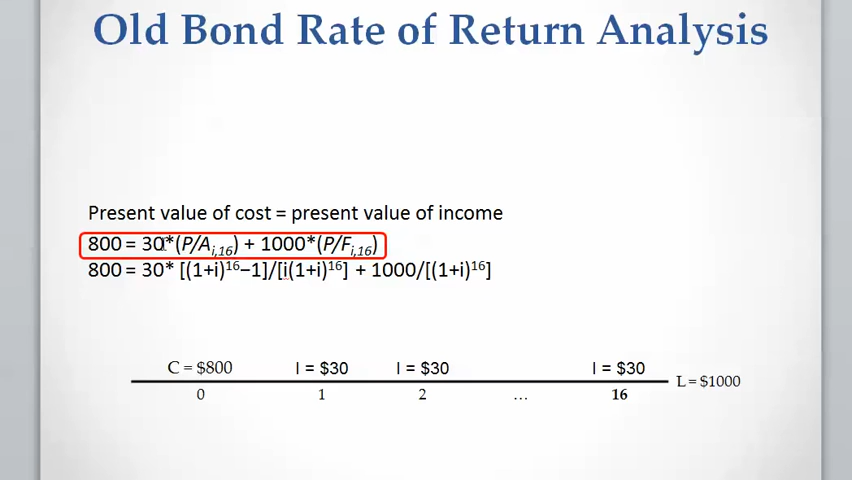 Old Bond Rate of Return Analysis
Present value of cost = present value of income
800 = 30*(P/A_{i,16}) + 1000*(P/F_{i,16})
800 = 30* [(1+i)^{16}−1]/[i(1+i)^{16}] + 1000/[(1+i)^{16}]
C = $800 I = $30 I = $30 I = $30
L = $1000
0 1 2 … 16